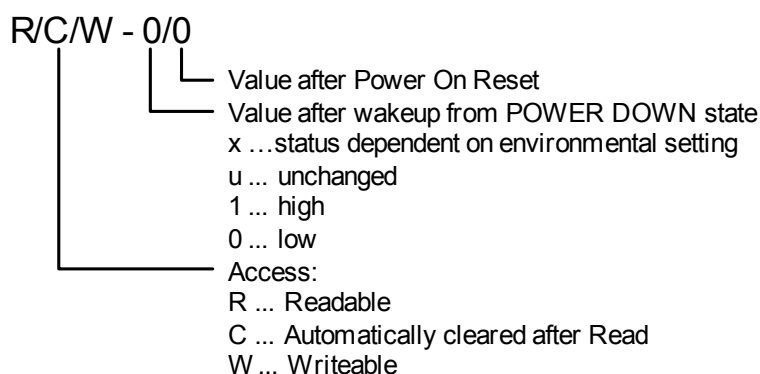 R/C/W - 0/0
Value after Power On Reset
Value after wakeup from POWER DOWN state
x ...status dependent on environmental setting
u ... unchanged
1 ... high
0 ... low
Access:
R ... Readable
C ... Automatically cleared after Read
W ... Writeable